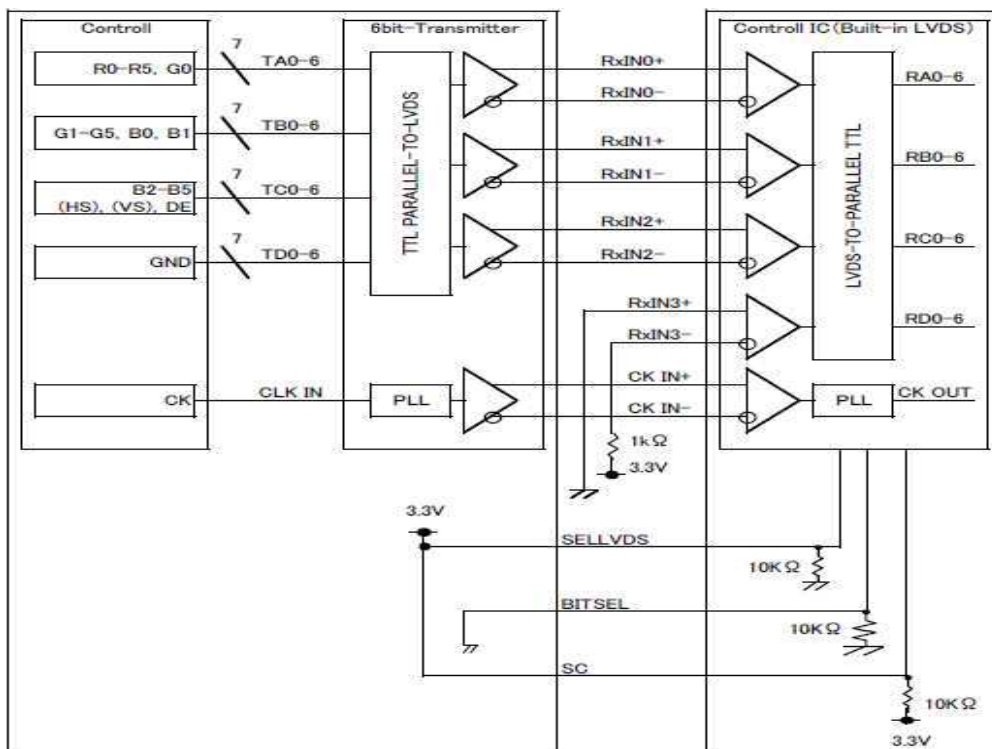 Controll
6bit-Transmitter
Controll IC(Built-in LVDS)
R0-R5, G0
7
TA0-6
RxIN0+
RxIN0-
RA0-6
G1-G5, B0, B1
7
TB0-6
RxIN1+
RxIN1-
RB0-6
B2-B5
(HS), (VS), DE
7
TC0-6
RxIN2+
RxIN2-
RC0-6
GND
7
TD0-6
RxIN3+
RxIN3-
RD0-6
TTL PARALLEL-TO-LVDS
LVDS-TO-PARALLEL TTL
CK
CLK IN
PLL
CK IN+
CK IN-
PLL
CK OUT
1kΩ
3.3V
3.3V
SELLVDS
10KΩ
BITSEL
10KΩ
SC
10KΩ
3.3V